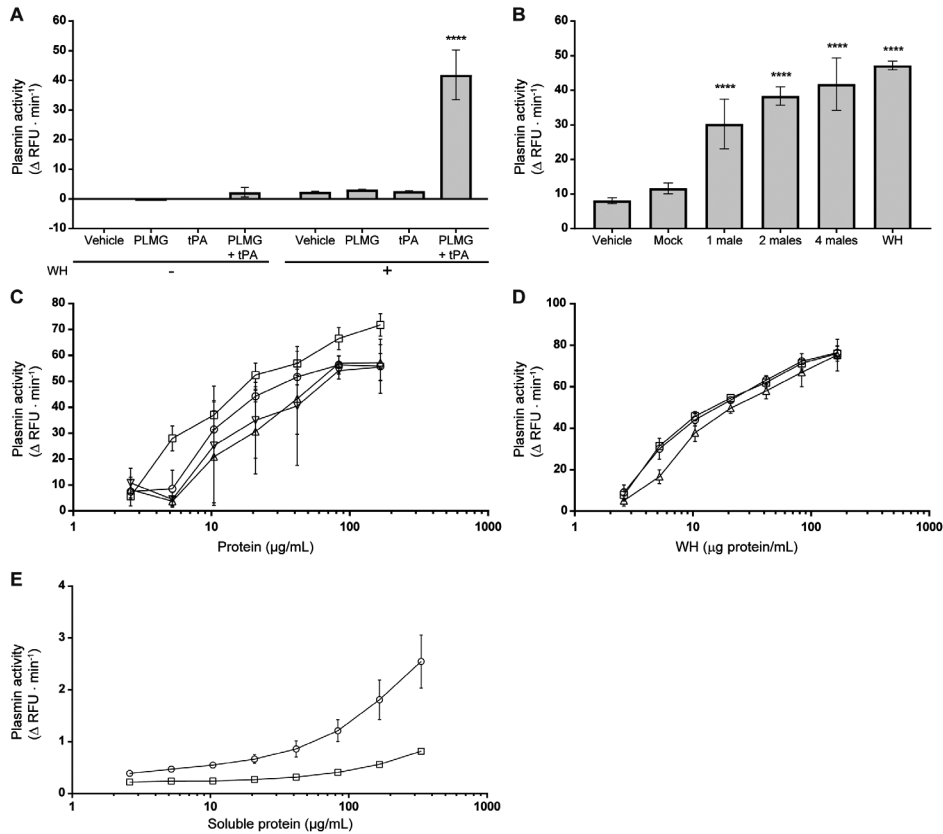 A
Plasmin activity
(Δ RFU · min⁻¹)
60
50
40
30
20
10
0
-10
****
Vehicle PLMG tPA PLMG + tPA Vehicle PLMG tPA PLMG + tPA
WH - +
B
Plasmin activity
(Δ RFU · min⁻¹)
60
50
40
30
20
10
0
**** **** **** ****
Vehicle Mock 1 male 2 males 4 males WH
C
Plasmin activity
(Δ RFU · min⁻¹)
80
70
60
50
40
30
20
10
0
1 10 100 1000
Protein (µg/mL)
D
Plasmin activity
(Δ RFU · min⁻¹)
100
80
60
40
20
0
1 10 100 1000
WH (µg protein/mL)
E
Plasmin activity
(Δ RFU · min⁻¹)
4
3
2
1
0
1 10 100 1000
Soluble protein (µg/mL)